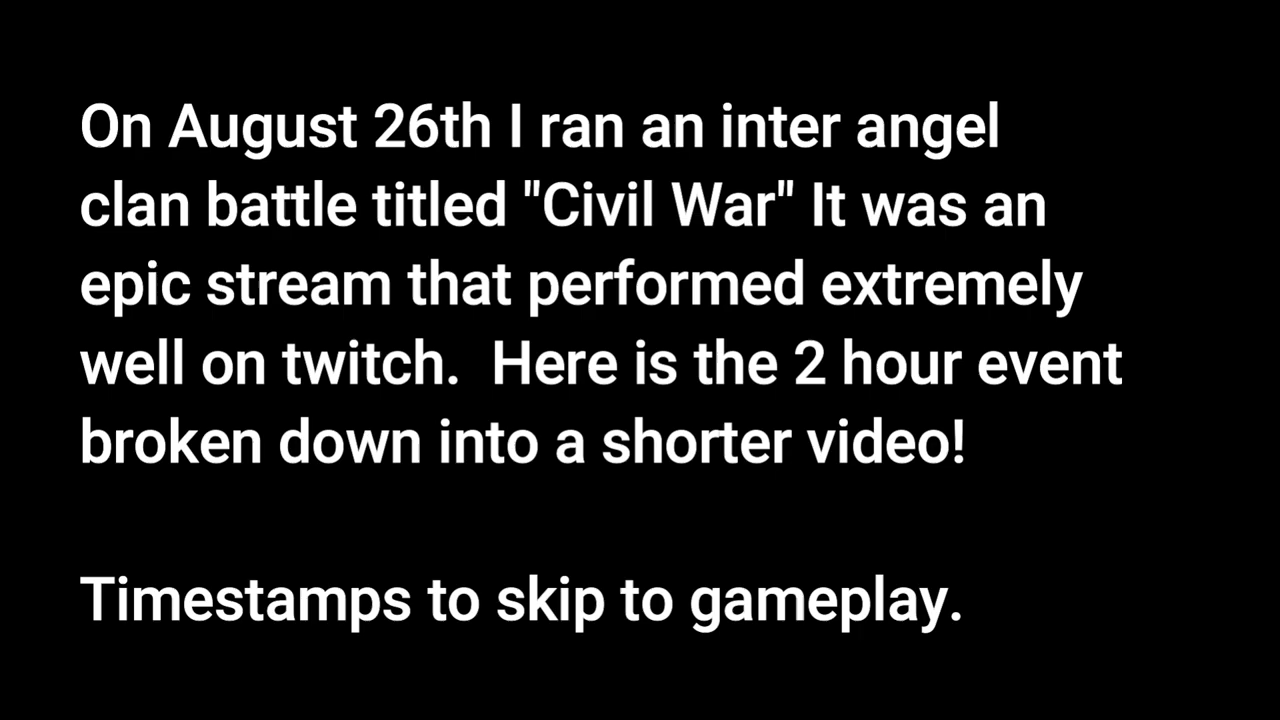 On August 26th I ran an inter angel
clan battle titled "Civil War" It was an
epic stream that performed extremely
well on twitch.  Here is the 2 hour event
broken down into a shorter video!
Timestamps to skip to gameplay.